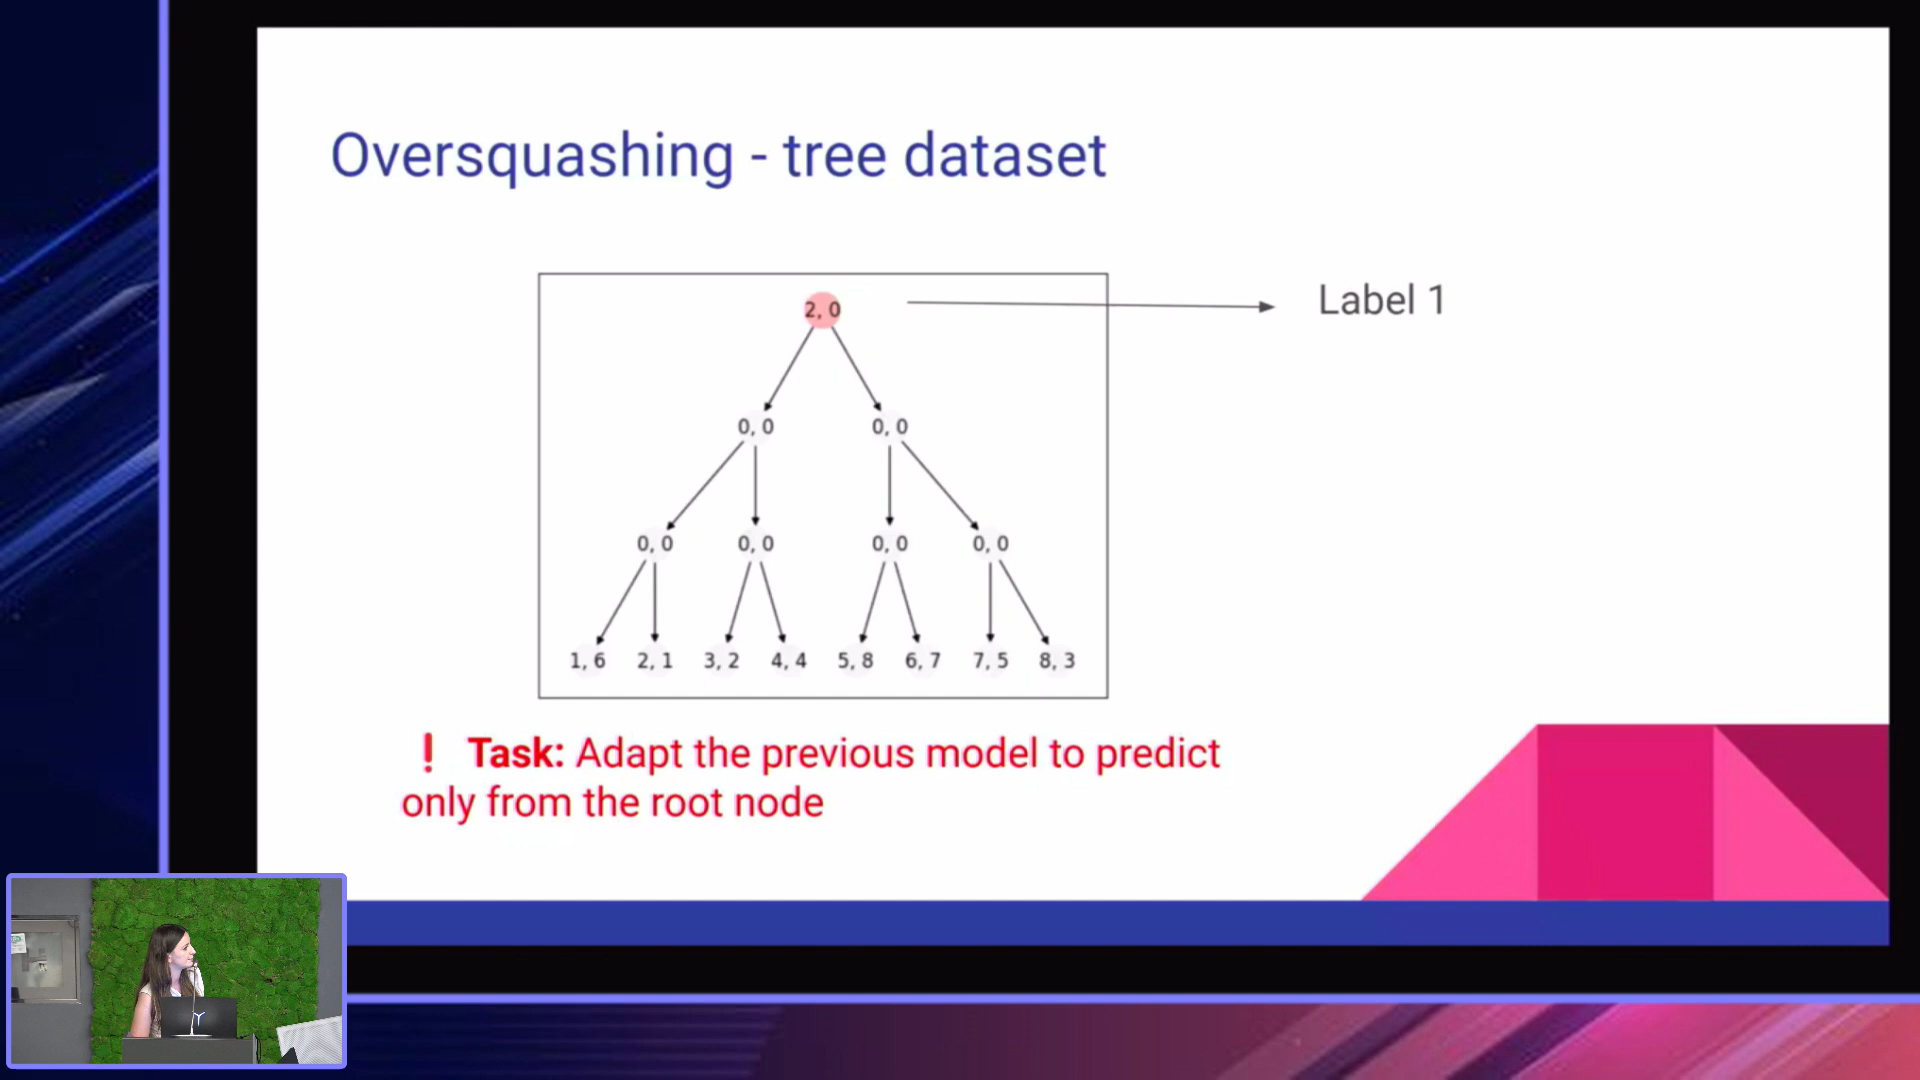 Oversquashing - tree dataset
2, 0
Label 1
0, 0 0, 0
0, 0 0, 0 0, 0 0, 0
1, 6 2, 1 3, 2 4, 4 5, 8 6, 7 7, 5 8, 3
❗ Task: Adapt the previous model to predict
only from the root node